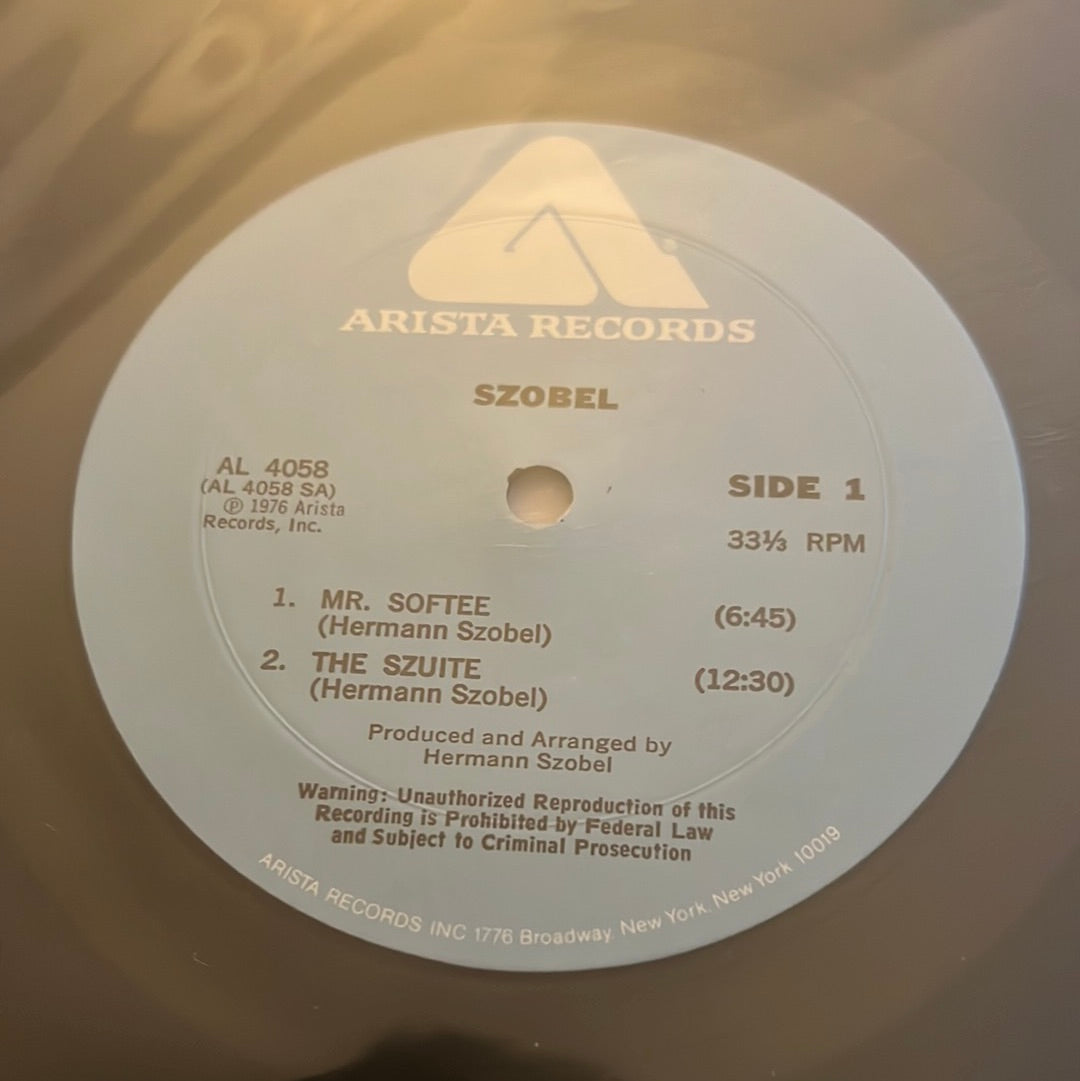 ARISTA RECORDS
SZOBEL
AL 4058
(AL 4058 SA)
℗ 1976 Arista
Records, Inc.
SIDE 1
33⅓ RPM
1. MR. SOFTEE (6:45)
(Hermann Szobel)
2. THE SZUITE (12:30)
(Hermann Szobel)
Produced and Arranged by
Hermann Szobel
Warning: Unauthorized Reproduction of this
Recording is Prohibited by Federal Law
and Subject to Criminal Prosecution
ARISTA RECORDS INC 1776 Broadway, New York, New York 10019